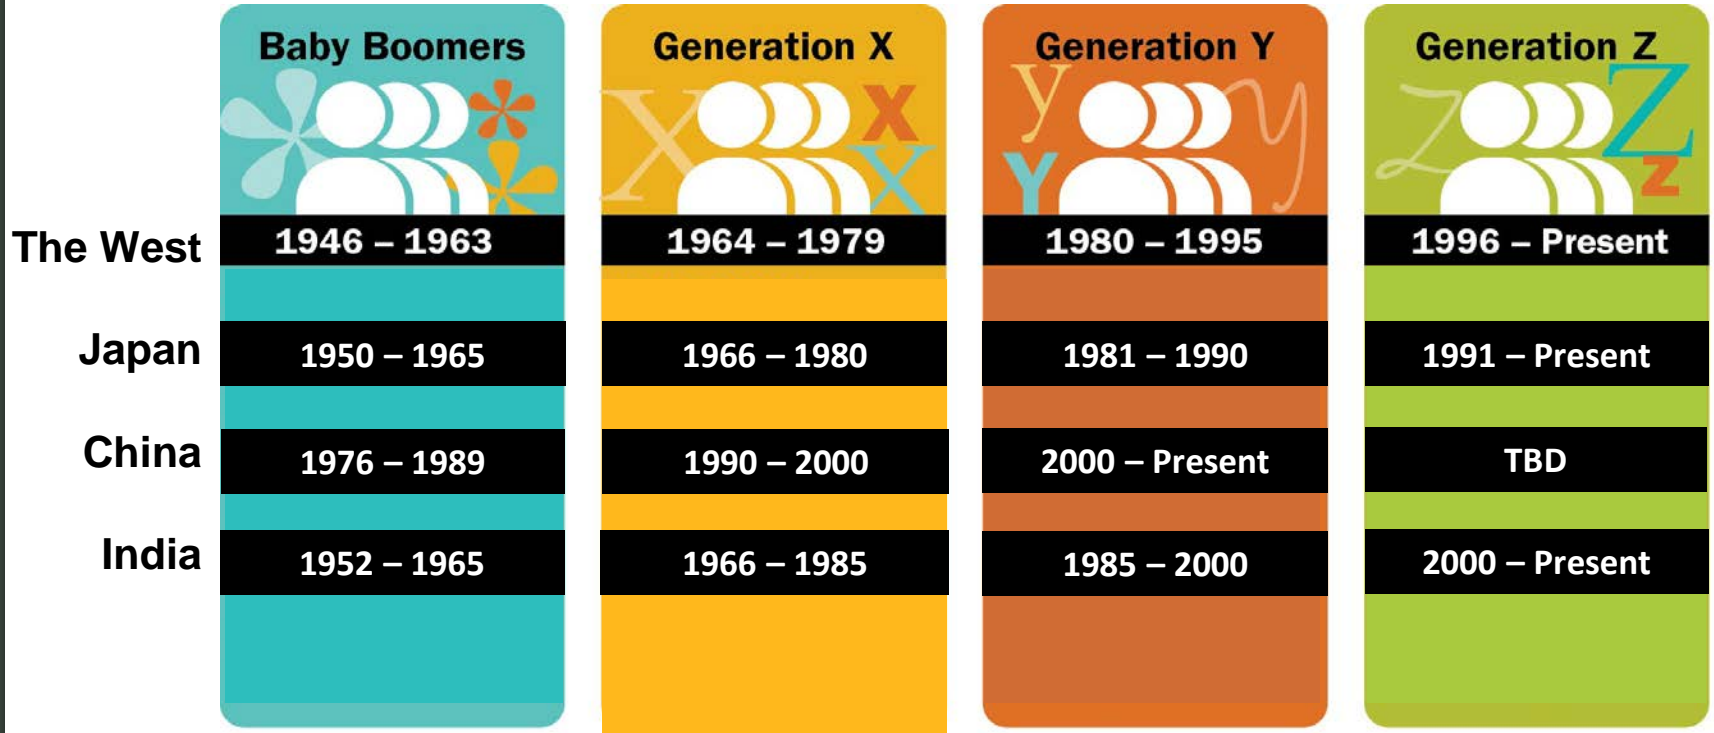 Baby Boomers Generation X Generation Y Generation Z
X X X
y Y y
Z Z z
The West 1946 – 1963 1964 – 1979 1980 – 1995 1996 – Present
Japan 1950 – 1965 1966 – 1980 1981 – 1990 1991 – Present
China 1976 – 1989 1990 – 2000 2000 – Present TBD
India 1952 – 1965 1966 – 1985 1985 – 2000 2000 – Present